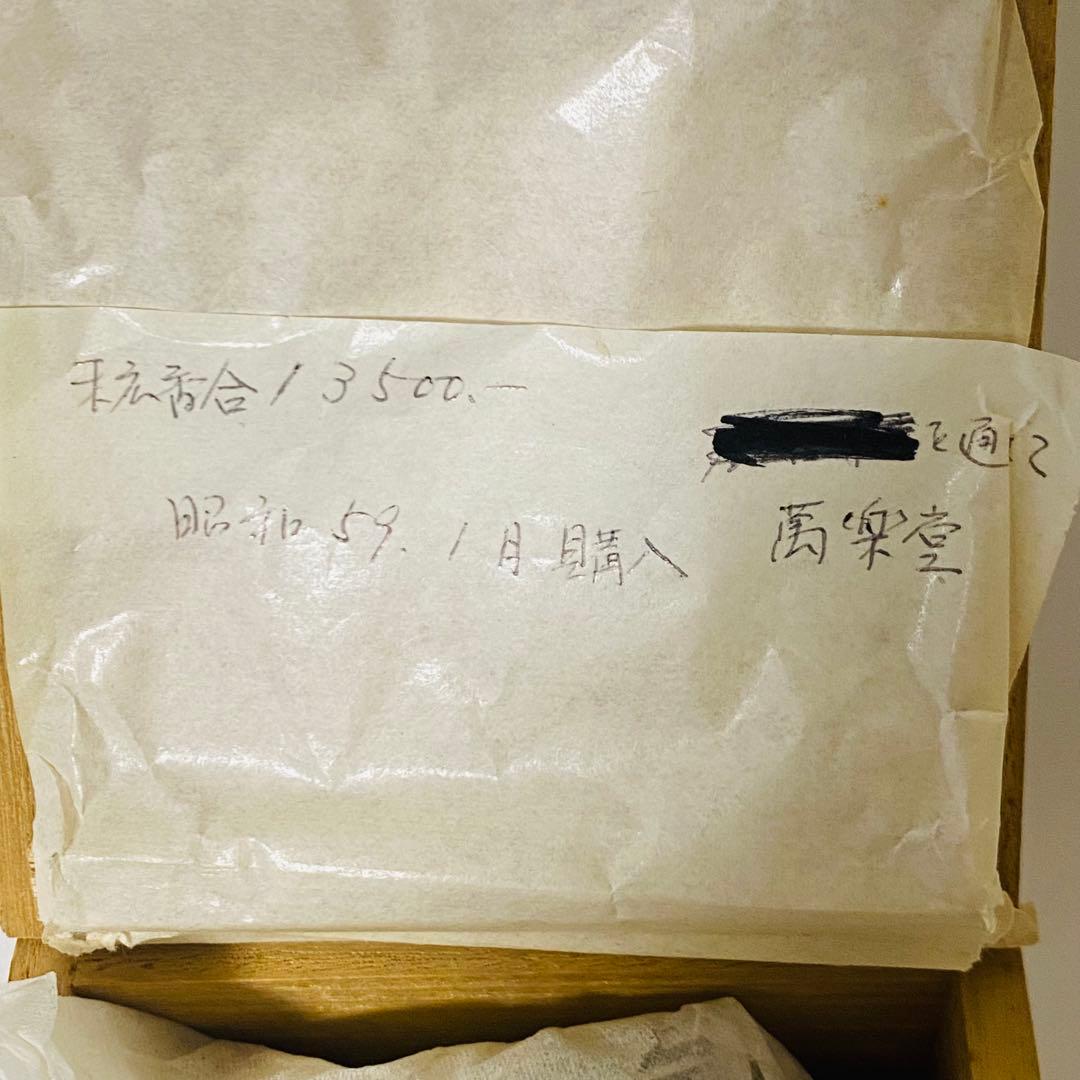 香合 13500.-
を通して
昭和59.1月購入 萬楽堂